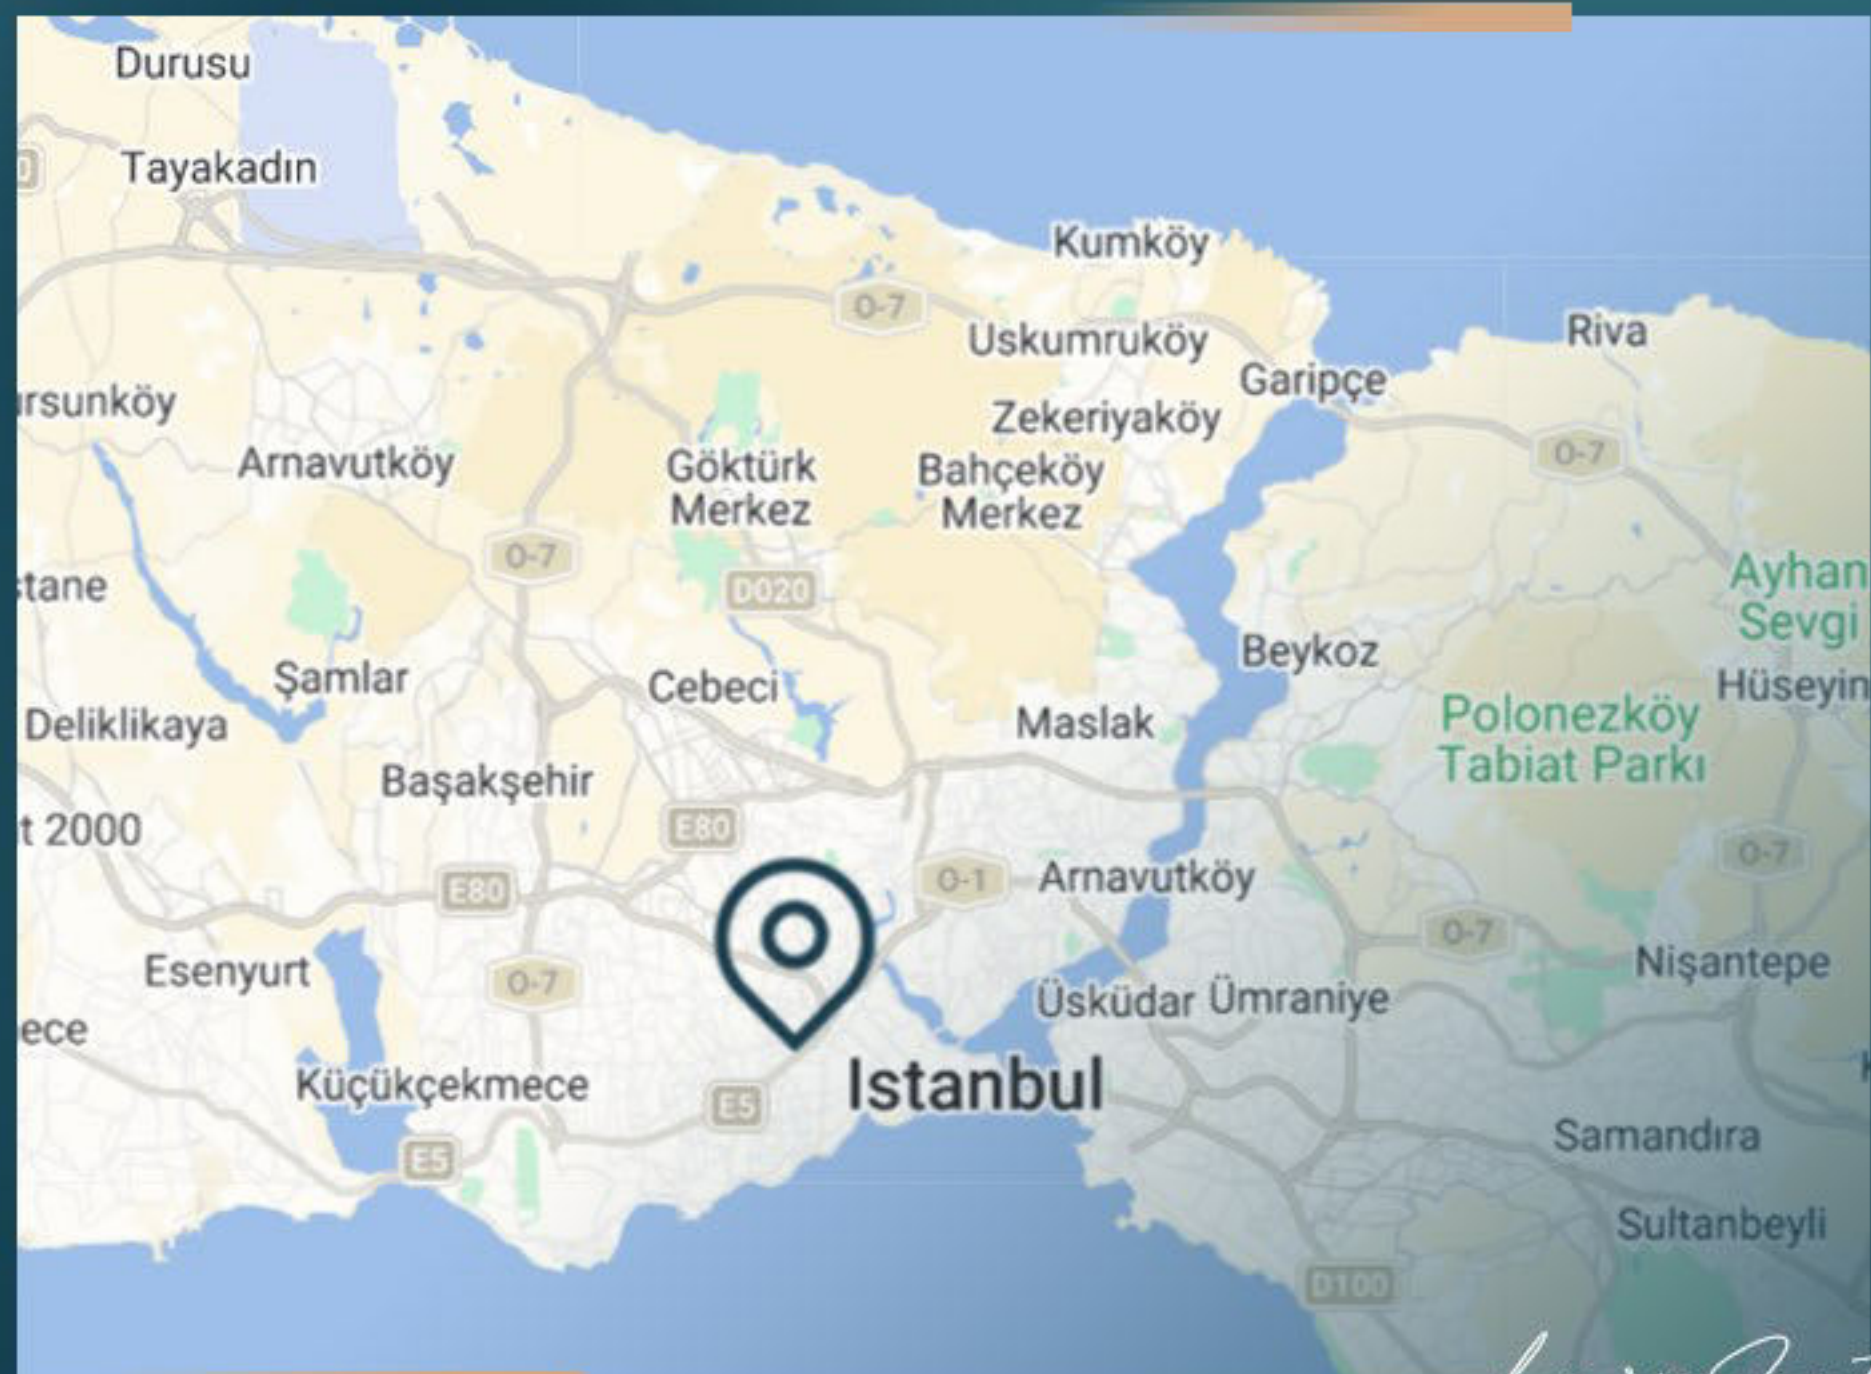 Durusu
Tayakadın
Kumköy
O-7
Uskumruköy
Riva
Garipçe
ırsunköy
Zekeriyaköy
Arnavutköy
Göktürk
Merkez
Bahçeköy
Merkez
O-7
O-7
D020
Ayhan
Sevgi
tane
Beykoz
Şamlar
Cebeci
Hüseyin
Deliklikaya
Maslak
Polonezköy
Tabiat Parkı
Başakşehir
t 2000
E80
O-7
E80
O-1
Arnavutköy
O-7
Esenyurt
O-7
Nişantepe
Üsküdar
Ümraniye
ece
Küçükçekmece
Istanbul
E5
E5
Samandıra
Sultanbeyli
D100